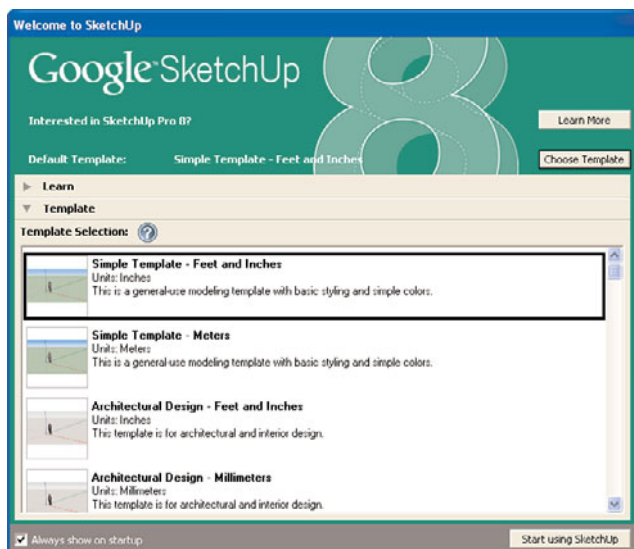 Welcome to SketchUp
Google™ SketchUp 8
Interested in SketchUp Pro 8?
Learn More
Default Template: Simple Template - Feet and Inches
Choose Template
Learn
Template
Template Selection: ?
Simple Template - Feet and Inches
Units: Inches
This is a general-use modeling template with basic styling and simple colors.
Simple Template - Meters
Units: Meters
This is a general-use modeling template with basic styling and simple colors.
Architectural Design - Feet and Inches
Units: Inches
This template is for architectural and interior design.
Architectural Design - Millimeters
Units: Millimeters
This template is for architectural and interior design.
Always show on startup
Start using SketchUp